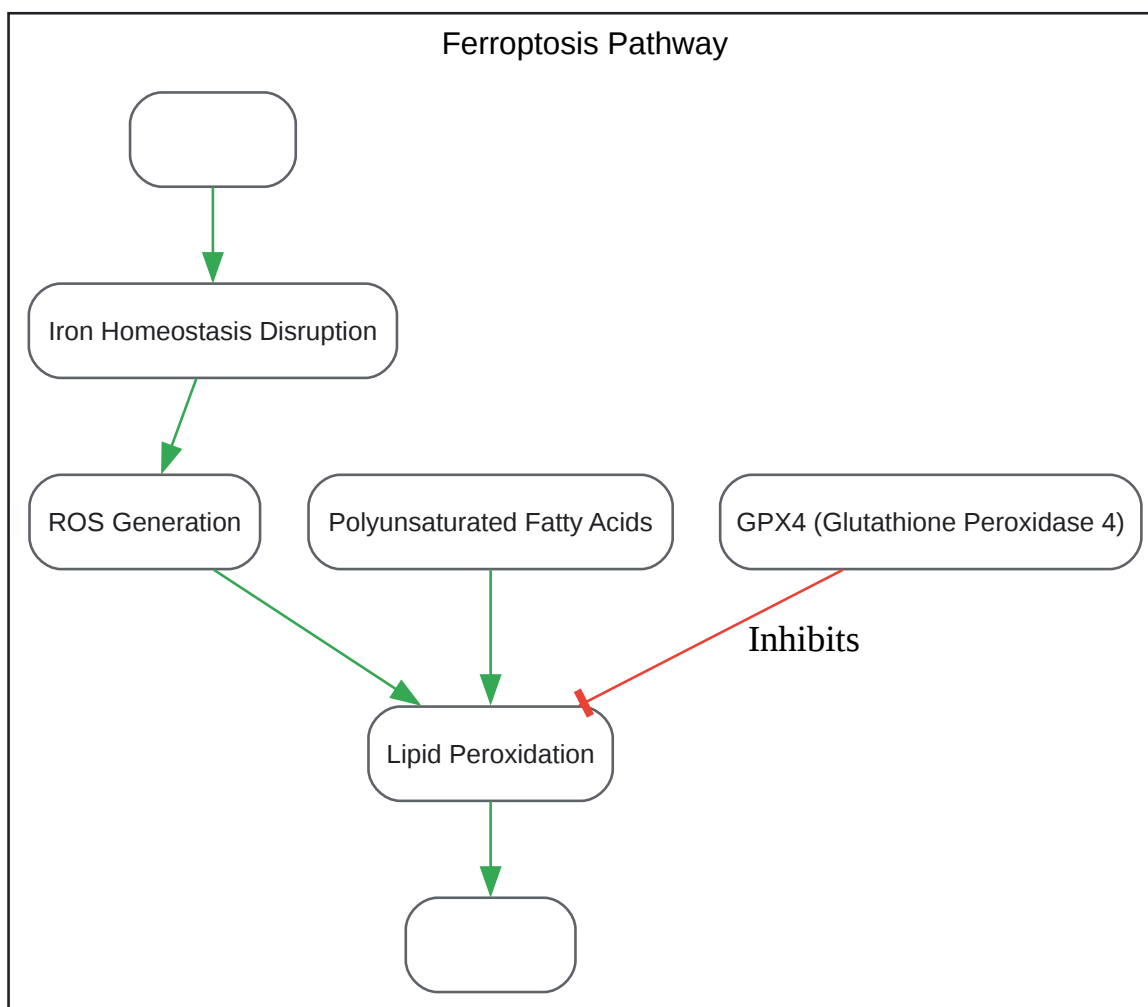 Ferroptosis Pathway
Iron Homeostasis Disruption
ROS Generation
Polyunsaturated Fatty Acids
GPX4 (Glutathione Peroxidase 4)
Inhibits
Lipid Peroxidation